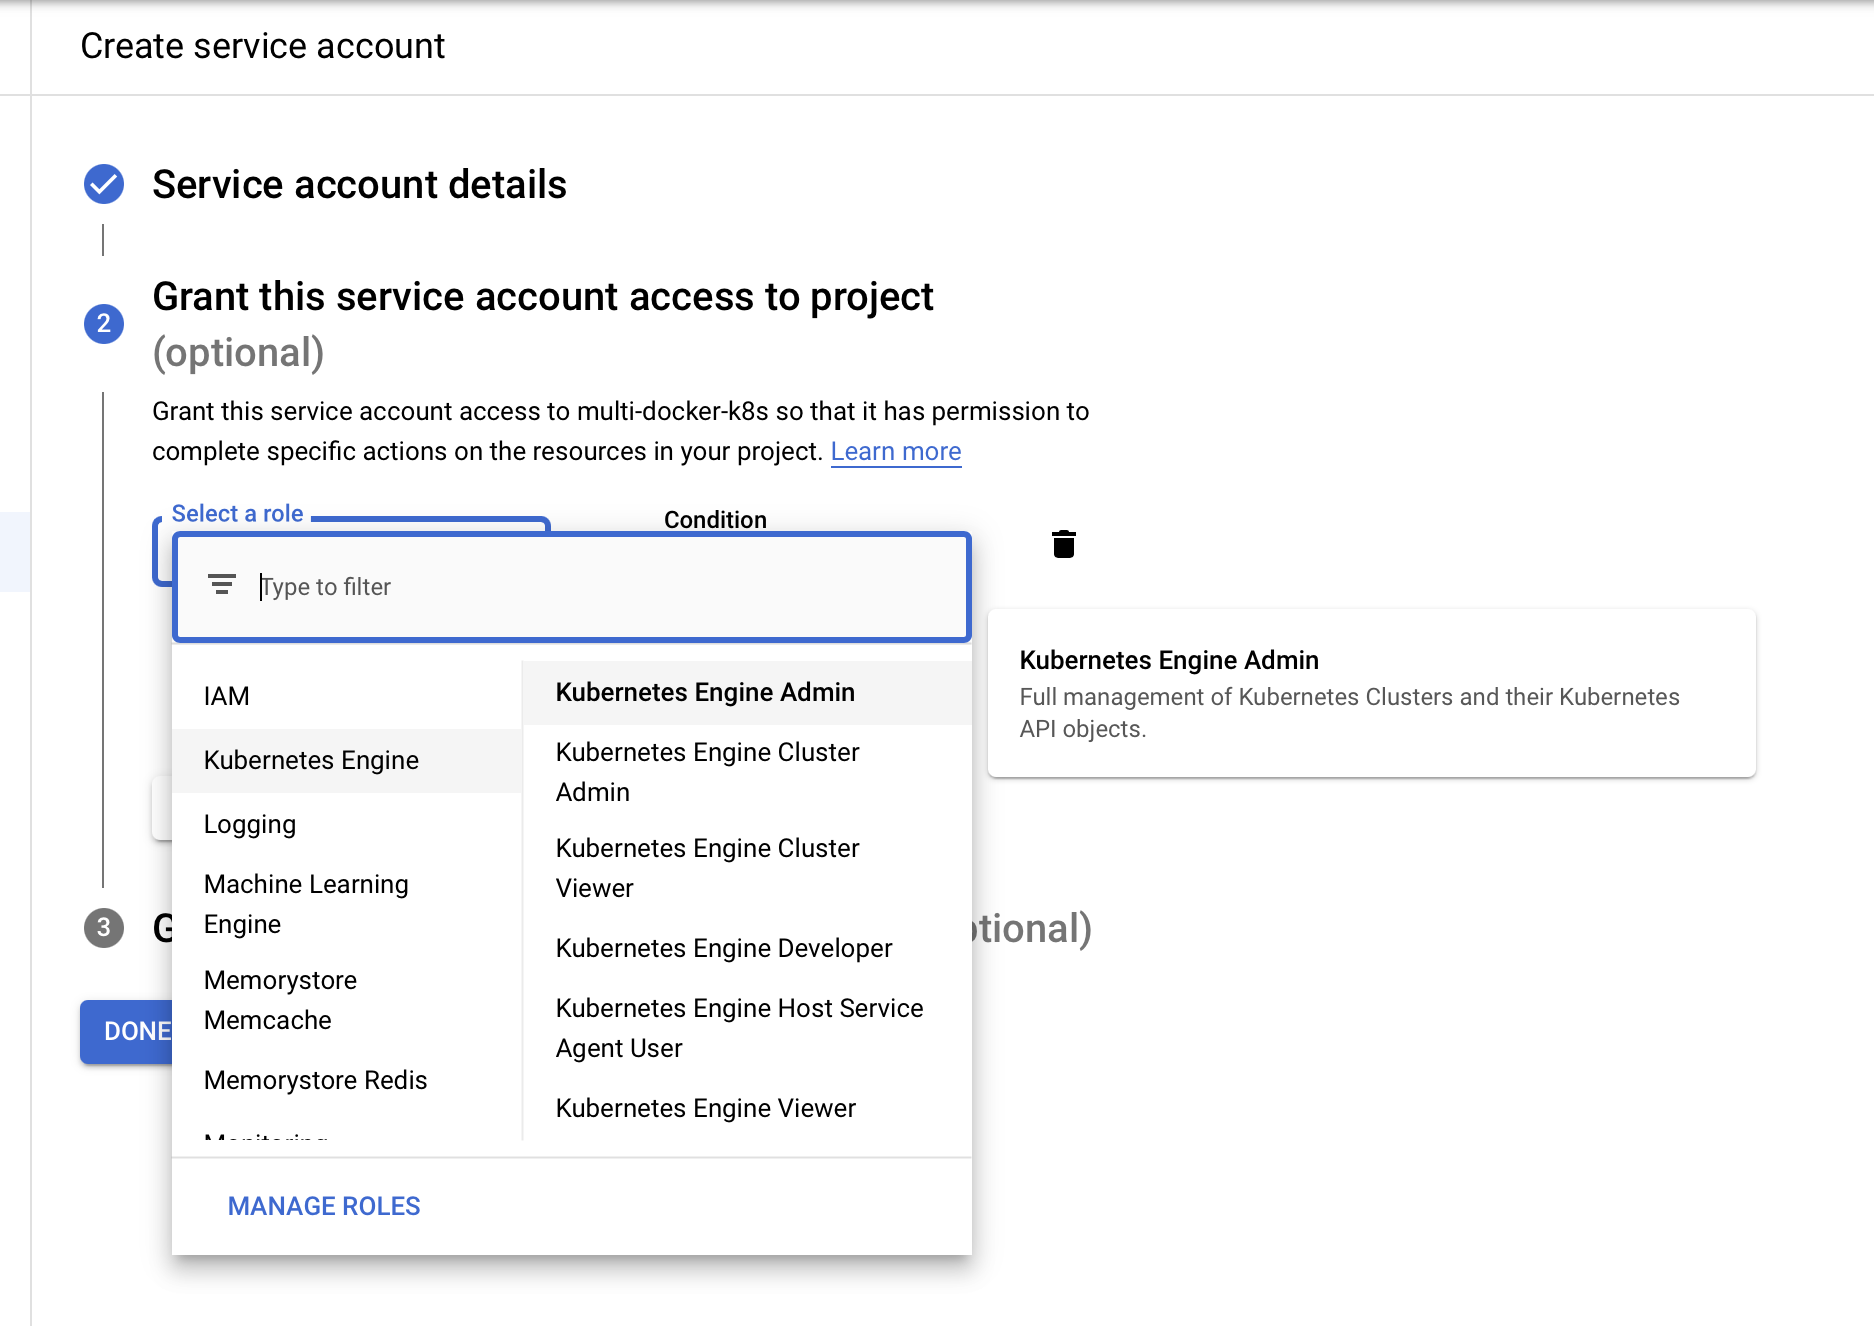 Create service account
Service account details
2
Grant this service account access to project
(optional)
Grant this service account access to multi-docker-k8s so that it has permission to
complete specific actions on the resources in your project. Learn more
Select a role
Condition
Type to filter
IAM
Kubernetes Engine
Logging
Machine Learning
Engine
Memorystore
Memcache
Memorystore Redis
Kubernetes Engine Admin
Kubernetes Engine Cluster
Admin
Kubernetes Engine Cluster
Viewer
Kubernetes Engine Developer
Kubernetes Engine Host Service
Agent User
Kubernetes Engine Viewer
MANAGE ROLES
Kubernetes Engine Admin
Full management of Kubernetes Clusters and their Kubernetes
API objects.
3
DONE